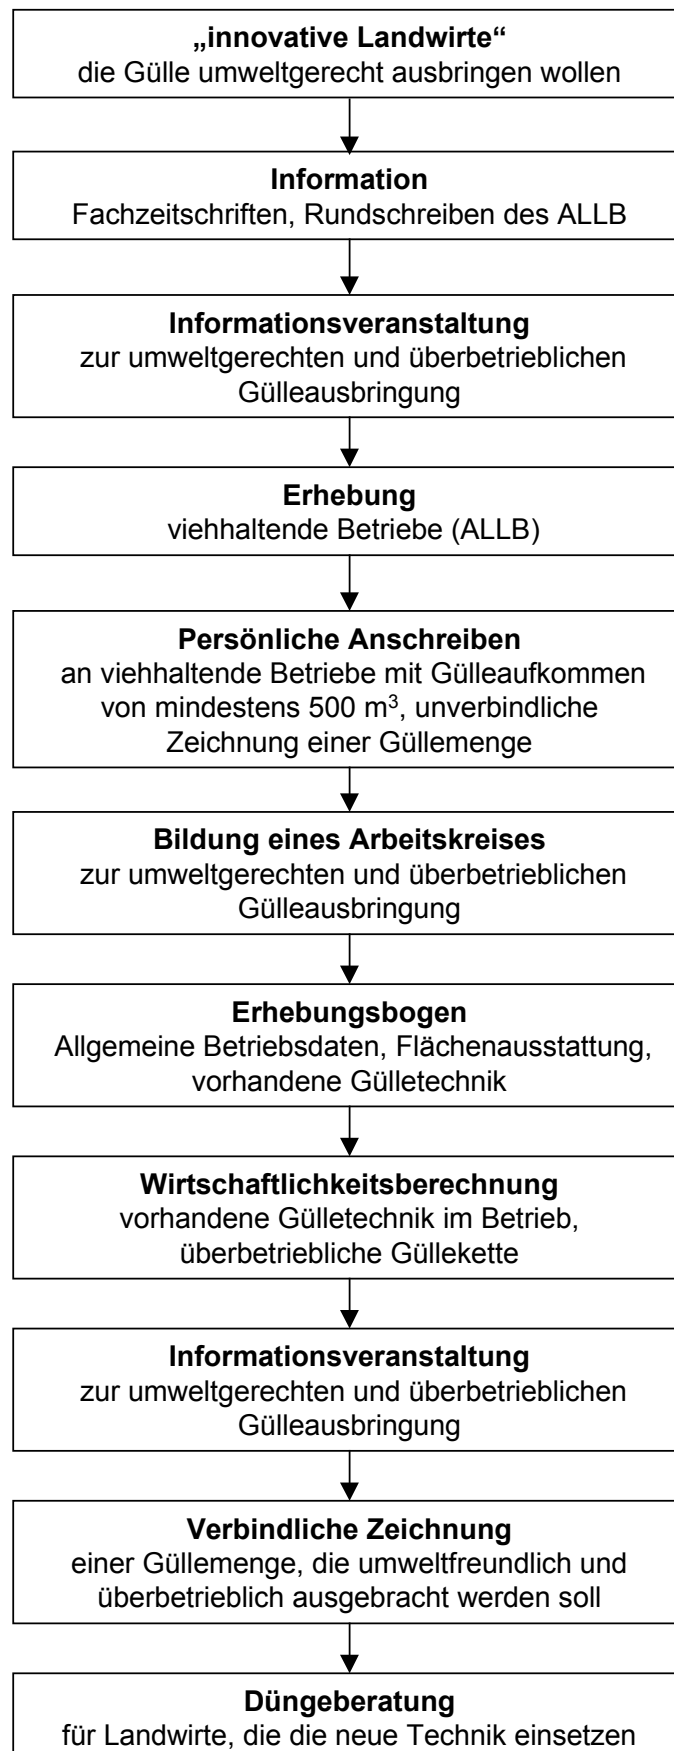 „innovative Landwirte“
die Gülle umweltgerecht ausbringen wollen
Information
Fachzeitschriften, Rundschreiben des ALLB
Informationsveranstaltung
zur umweltgerechten und überbetrieblichen
Gülleausbringung
Erhebung
viehhaltende Betriebe (ALLB)
Persönliche Anschreiben
an viehhaltende Betriebe mit Gülleaufkommen
von mindestens 500 m³, unverbindliche
Zeichnung einer Güllemenge
Bildung eines Arbeitskreises
zur umweltgerechten und überbetrieblichen
Gülleausbringung
Erhebungsbogen
Allgemeine Betriebsdaten, Flächenausstattung,
vorhandene Gülletechnik
Wirtschaftlichkeitsberechnung
vorhandene Gülletechnik im Betrieb,
überbetriebliche Güllekette
Informationsveranstaltung
zur umweltgerechten und überbetrieblichen
Gülleausbringung
Verbindliche Zeichnung
einer Güllemenge, die umweltfreundlich und
überbetrieblich ausgebracht werden soll
Düngeberatung
für Landwirte, die die neue Technik einsetzen